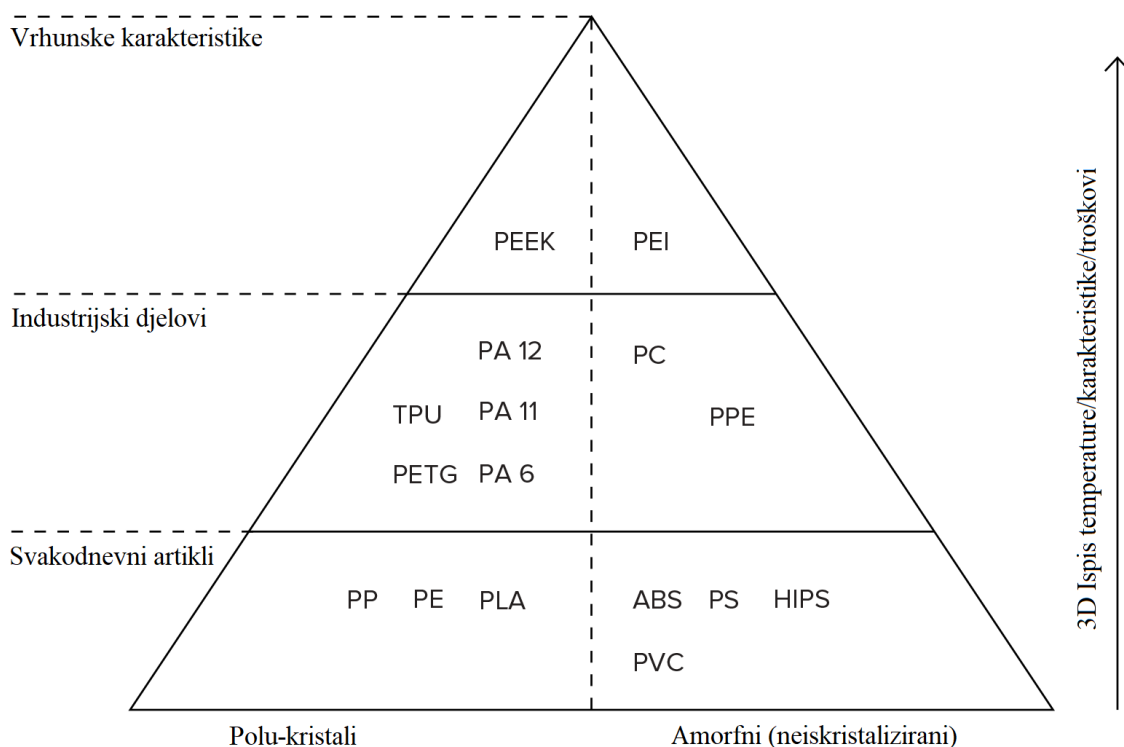 Vrhunske karakteristike
PEEK PEI
Industrijski djelovi
PA 12 PC
TPU PA 11 PPE
PETG PA 6
Svakodnevni artikli
PP PE PLA ABS PS HIPS
PVC
Polu-kristali Amorfni (neiskristalizirani)
3D Ispis temperature/karakteristike/troškovi